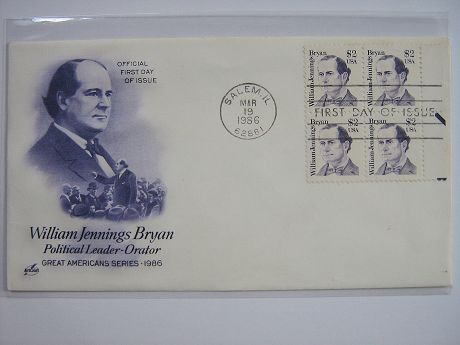 OFFICIAL
FIRST DAY
OF ISSUE
William Jennings Bryan
Political Leader-Orator
GREAT AMERICANS SERIES · 1986
Artcraft
SALEM, IL
MAR
19
1986
62881
FIRST DAY OF ISSUE
William Jennings Bryan
$2
USA
William Jennings Bryan
$2
USA
William Jennings Bryan
$2
USA
William Jennings Bryan
$2
USA